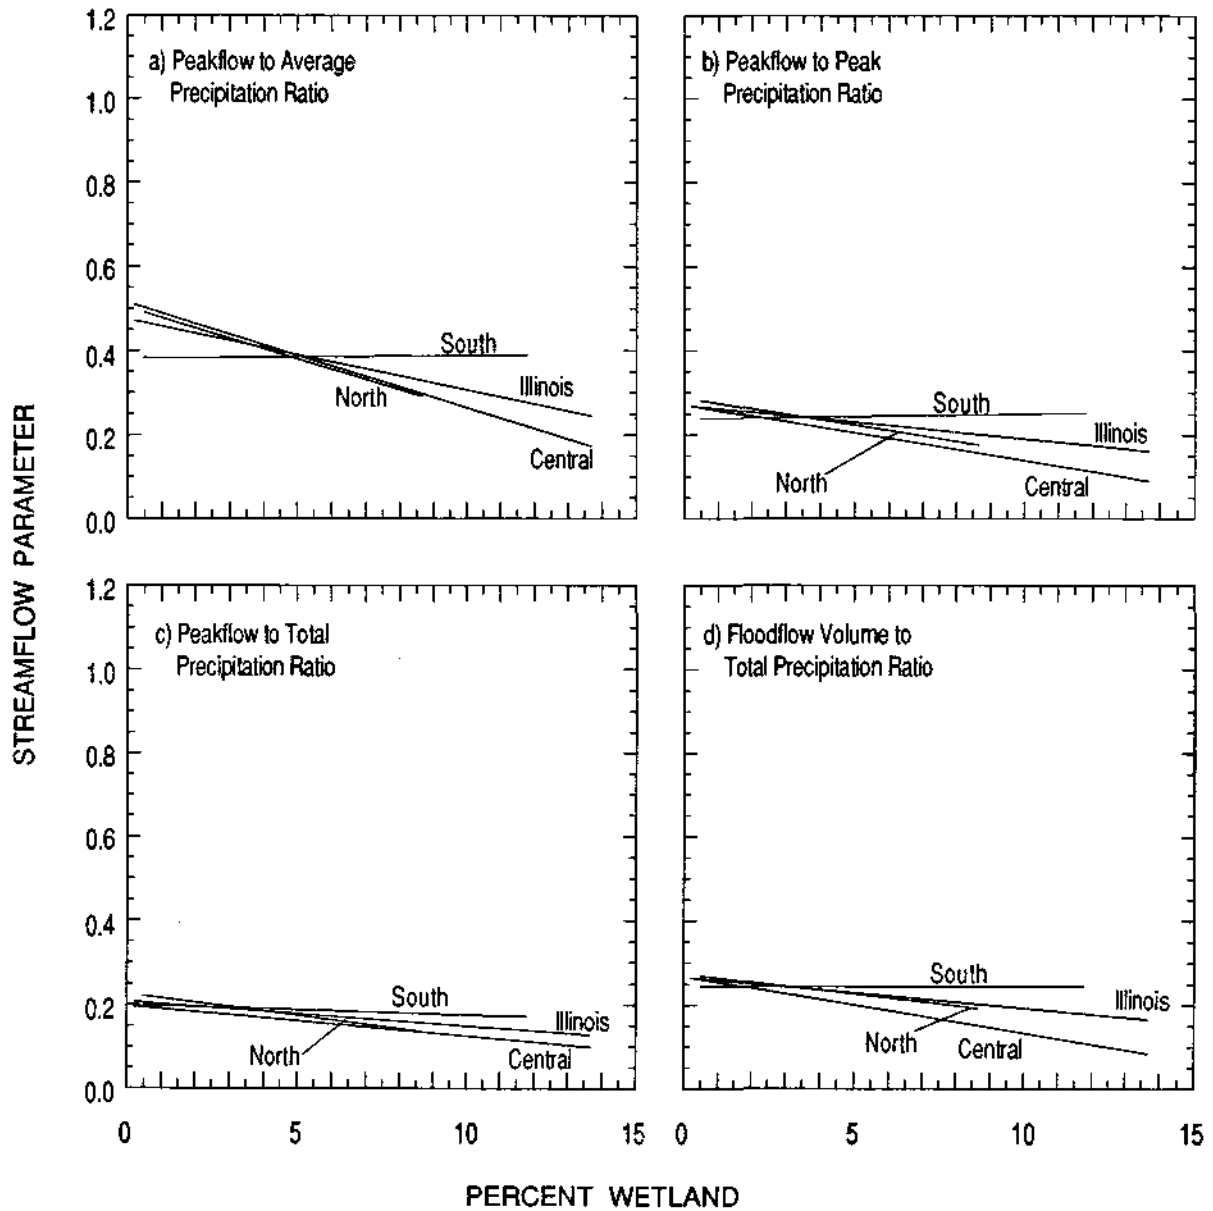 1.2
1.0
0.8
0.6
0.4
0.2
0.0
a) Peakflow to Average
Precipitation Ratio
South
Illinois
North
Central
b) Peakflow to Peak
Precipitation Ratio
South
Illinois
North
Central
STREAMFLOW PARAMETER
1.2
1.0
0.8
0.6
0.4
0.2
0.0
c) Peakflow to Total
Precipitation Ratio
South
Illinois
North
Central
0 5 10 15
d) Floodflow Volume to
Total Precipitation Ratio
South
Illinois
North
Central
0 5 10 15
PERCENT WETLAND